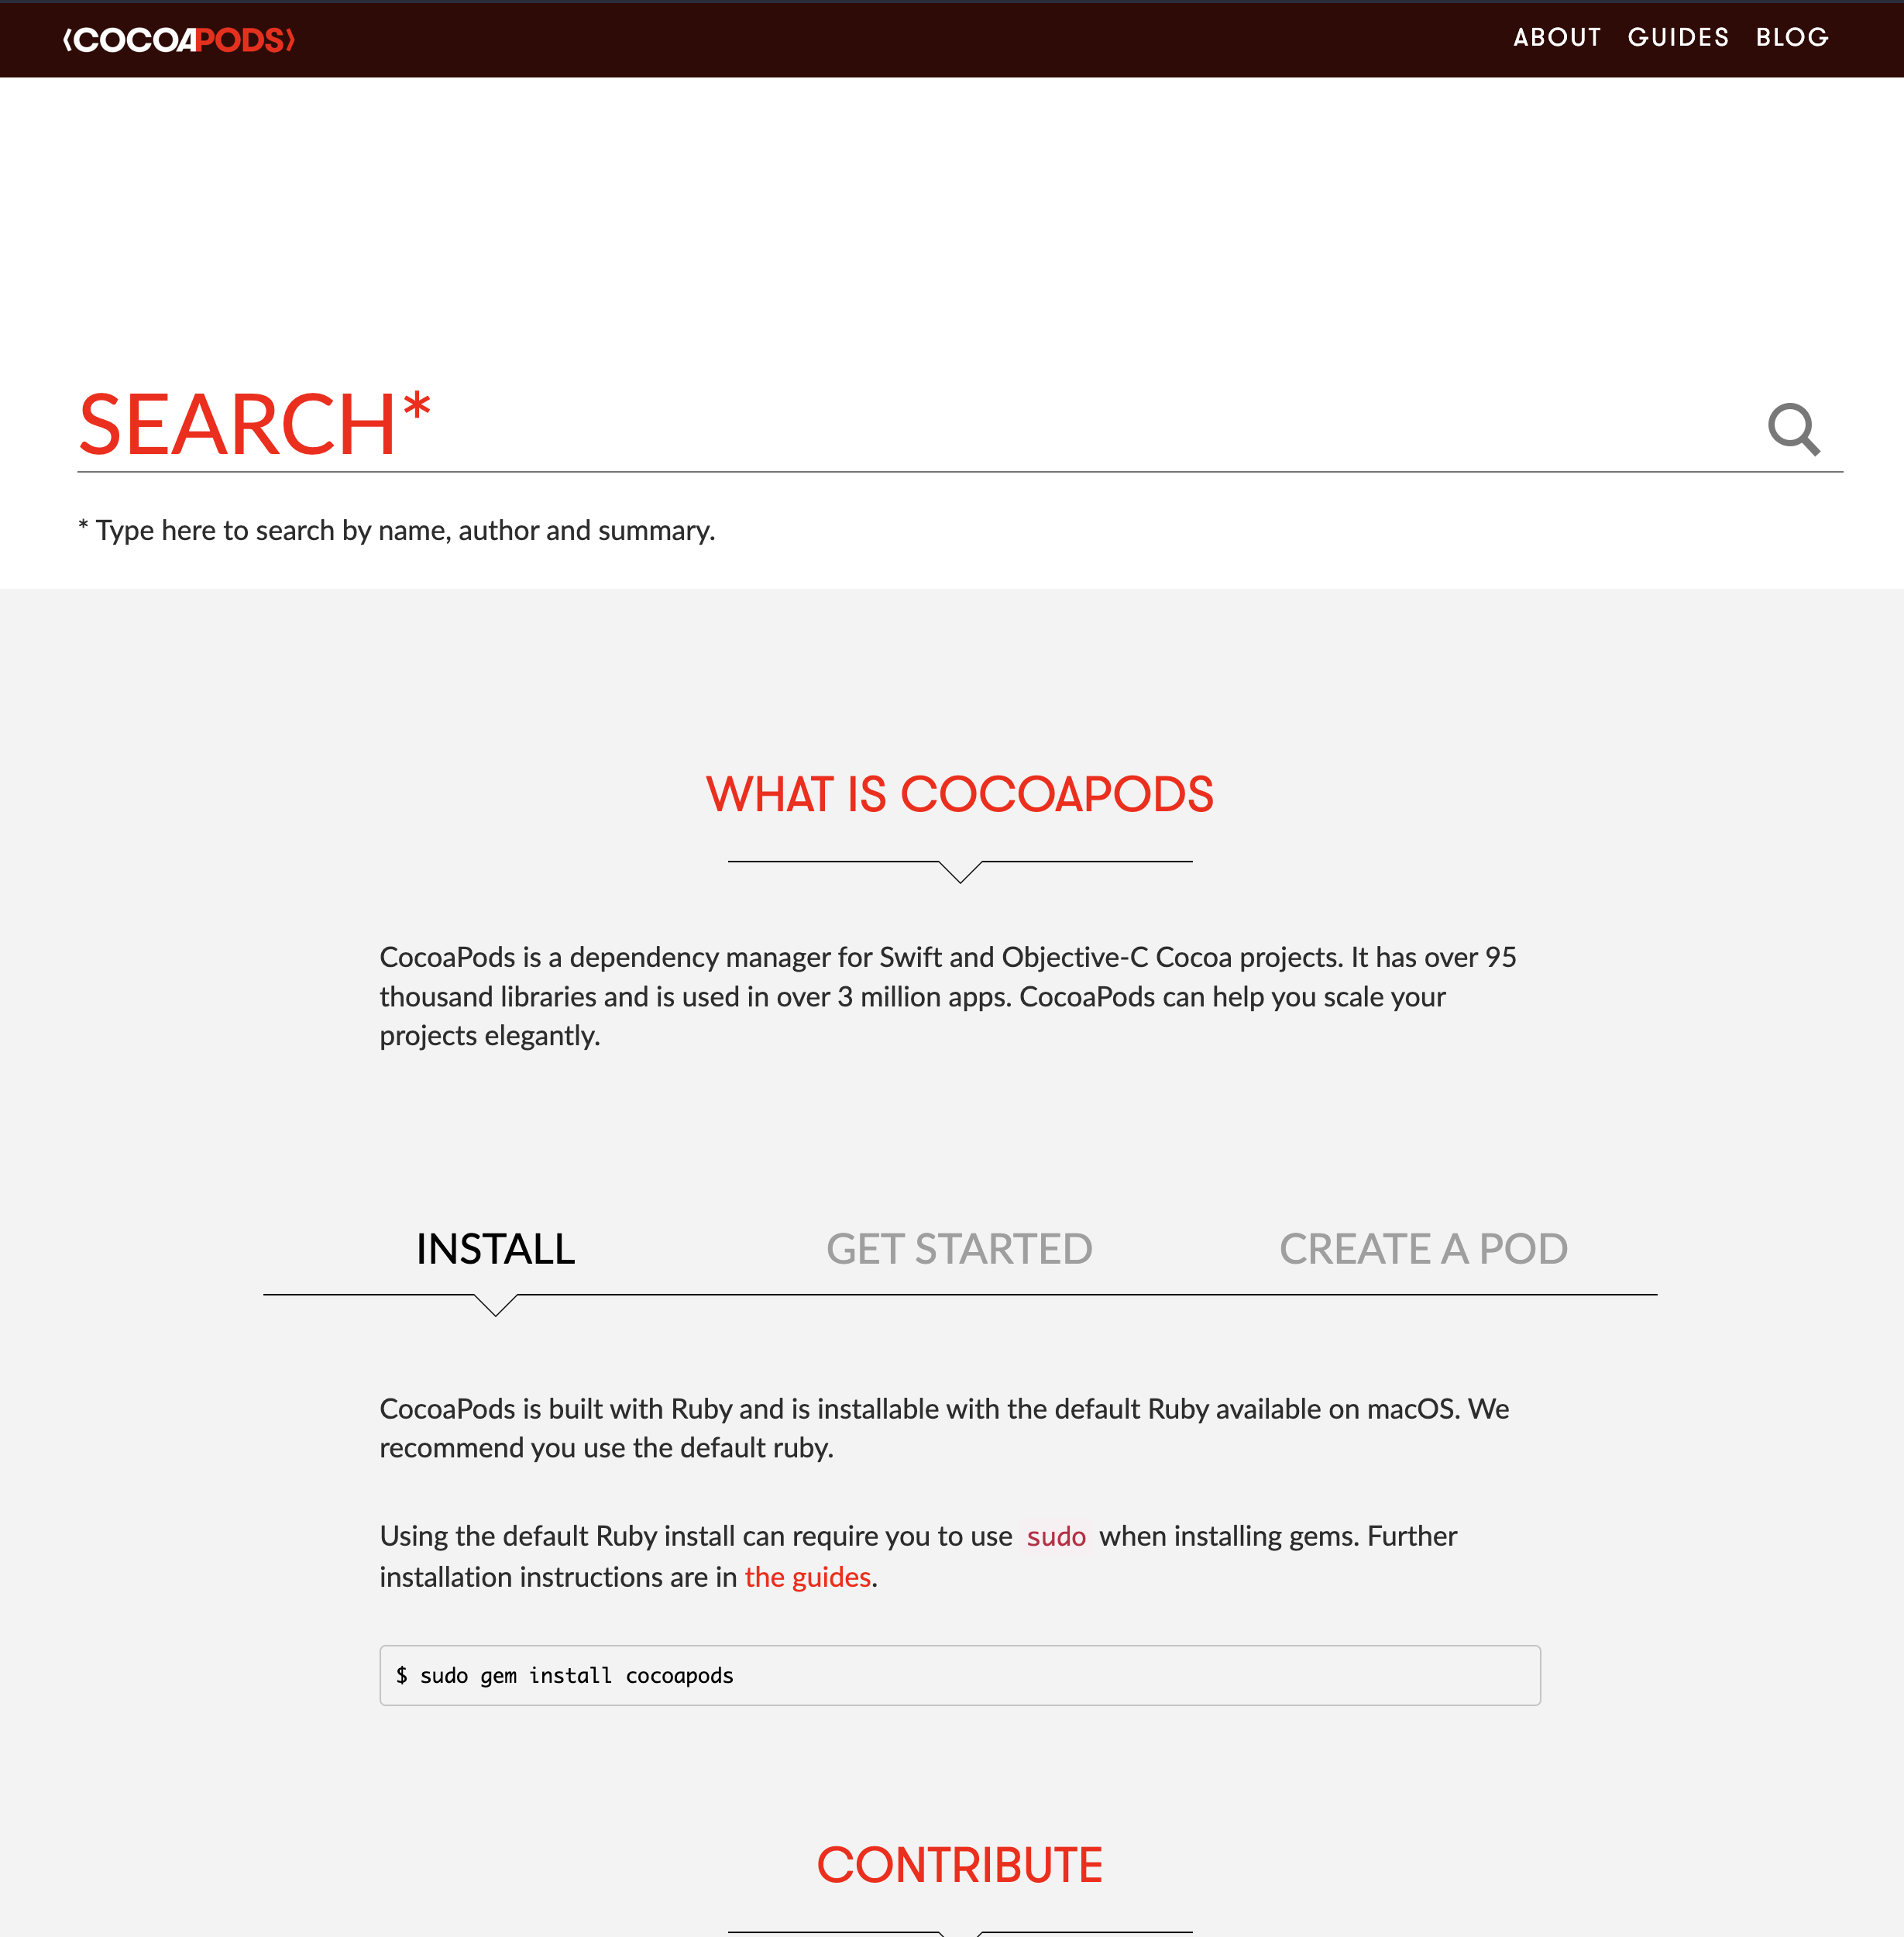 ⟨COCOAPODS⟩
ABOUT GUIDES BLOG
SEARCH*
* Type here to search by name, author and summary.
WHAT IS COCOAPODS
CocoaPods is a dependency manager for Swift and Objective-C Cocoa projects. It has over 95
thousand libraries and is used in over 3 million apps. CocoaPods can help you scale your
projects elegantly.
INSTALL GET STARTED CREATE A POD
CocoaPods is built with Ruby and is installable with the default Ruby available on macOS. We
recommend you use the default ruby.
Using the default Ruby install can require you to use sudo when installing gems. Further
installation instructions are in the guides.
$ sudo gem install cocoapods
CONTRIBUTE